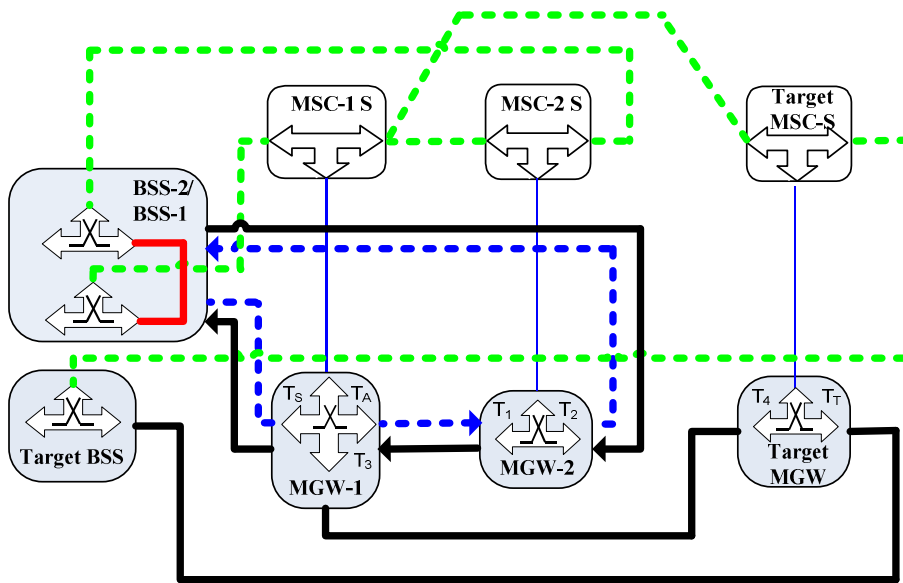 MSC-1 S
MSC-2 S
Target
MSC-S
BSS-2/
BSS-1
Target BSS
TS
TA
T3
MGW-1
T1
T2
MGW-2
T4
TT
Target
MGW